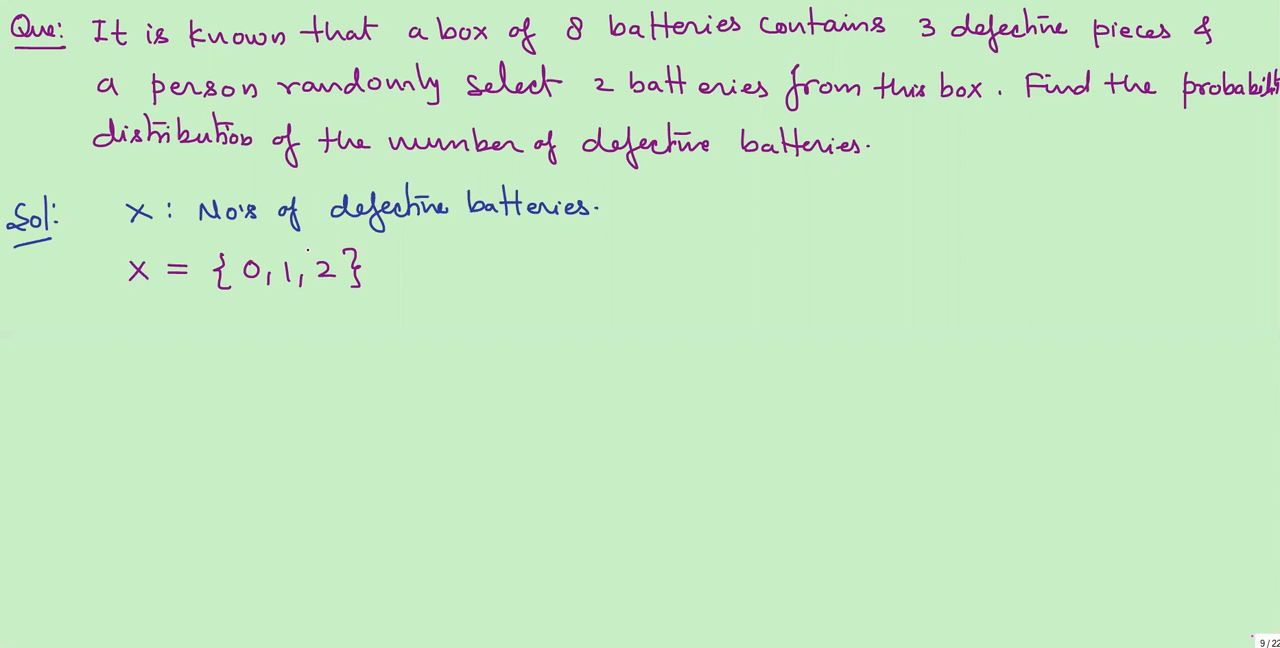 Que: It is known that a box of 8 batteries contains 3 defective pieces &
a person randomly select 2 batteries from this box. Find the probabilit
distribution of the number of defective batteries.
Sol: X : No's of defective batteries.
X = {0, 1, 2}
9 / 22